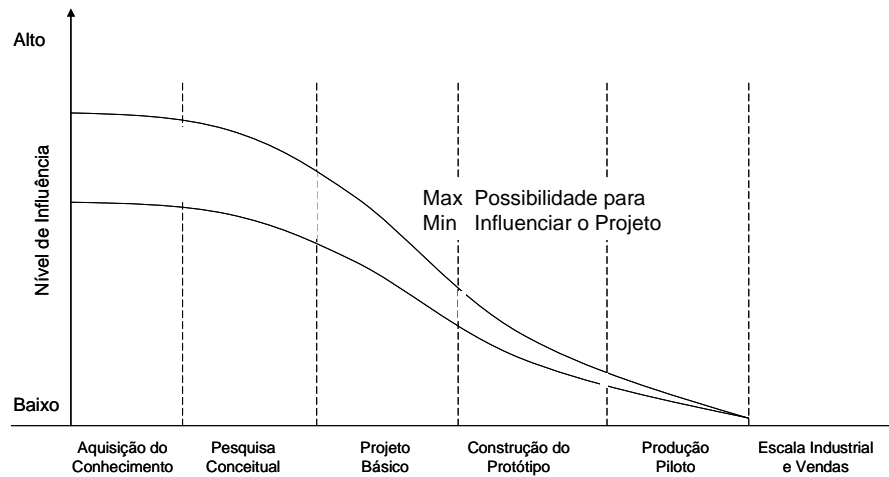 Alto
Nível de Influência
Max Possibilidade para
Min Influenciar o Projeto
Baixo
Aquisição do
Conhecimento
Pesquisa
Conceitual
Projeto
Básico
Construção do
Protótipo
Produção
Piloto
Escala Industrial
e Vendas